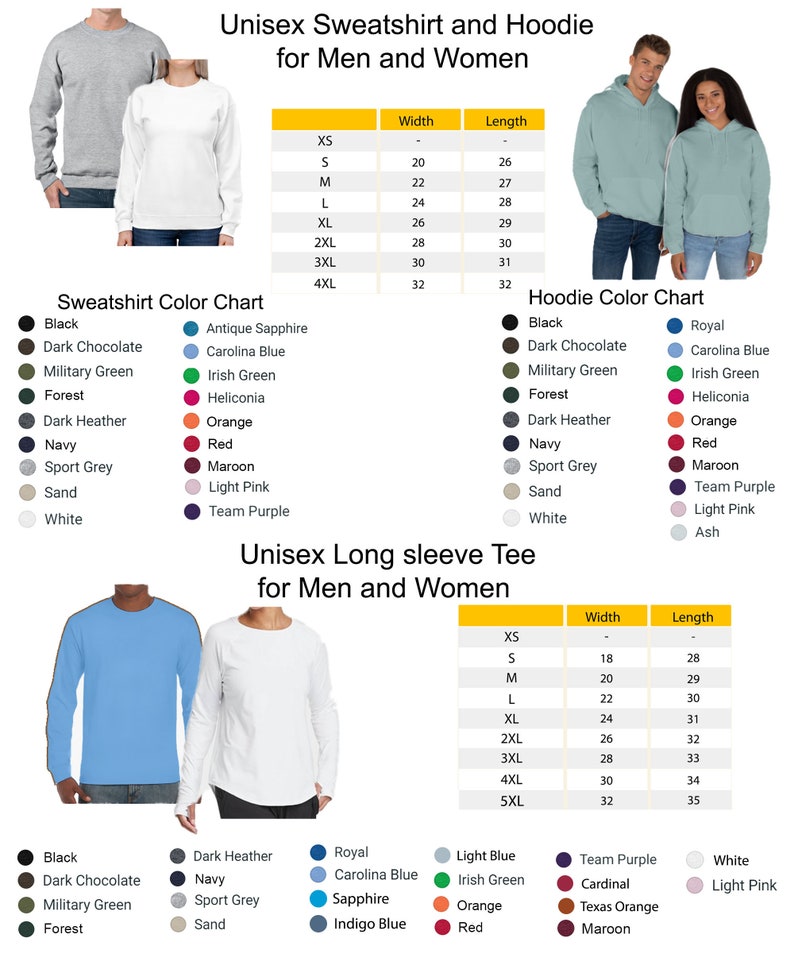 Unisex Sweatshirt and Hoodie
for Men and Women
Width Length
XS - -
S 20 26
M 22 27
L 24 28
XL 26 29
2XL 28 30
3XL 30 31
4XL 32 32
Sweatshirt Color Chart
Black
Dark Chocolate
Military Green
Forest
Dark Heather
Navy
Sport Grey
Sand
White
Antique Sapphire
Carolina Blue
Irish Green
Heliconia
Orange
Red
Maroon
Light Pink
Team Purple
Hoodie Color Chart
Black
Dark Chocolate
Military Green
Forest
Dark Heather
Navy
Sport Grey
Sand
White
Royal
Carolina Blue
Irish Green
Heliconia
Orange
Red
Maroon
Team Purple
Light Pink
Ash
Unisex Long sleeve Tee
for Men and Women
Width Length
XS - -
S 18 28
M 20 29
L 22 30
XL 24 31
2XL 26 32
3XL 28 33
4XL 30 34
5XL 32 35
Black
Dark Chocolate
Military Green
Forest
Dark Heather
Navy
Sport Grey
Sand
Royal
Carolina Blue
Sapphire
Indigo Blue
Light Blue
Irish Green
Orange
Red
Team Purple
Cardinal
Texas Orange
Maroon
White
Light Pink